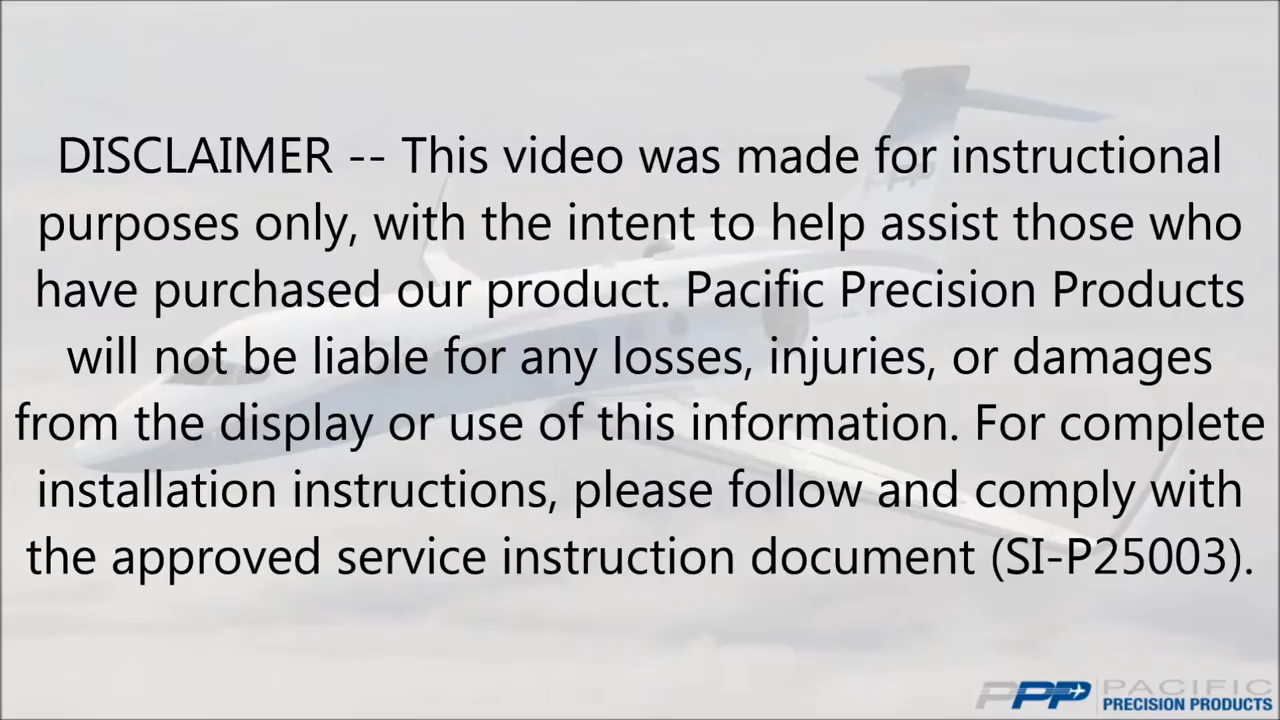 DISCLAIMER -- This video was made for instructional
purposes only, with the intent to help assist those who
have purchased our product. Pacific Precision Products
will not be liable for any losses, injuries, or damages
from the display or use of this information. For complete
installation instructions, please follow and comply with
the approved service instruction document (SI-P25003).
PPP PACIFIC
PRECISION PRODUCTS